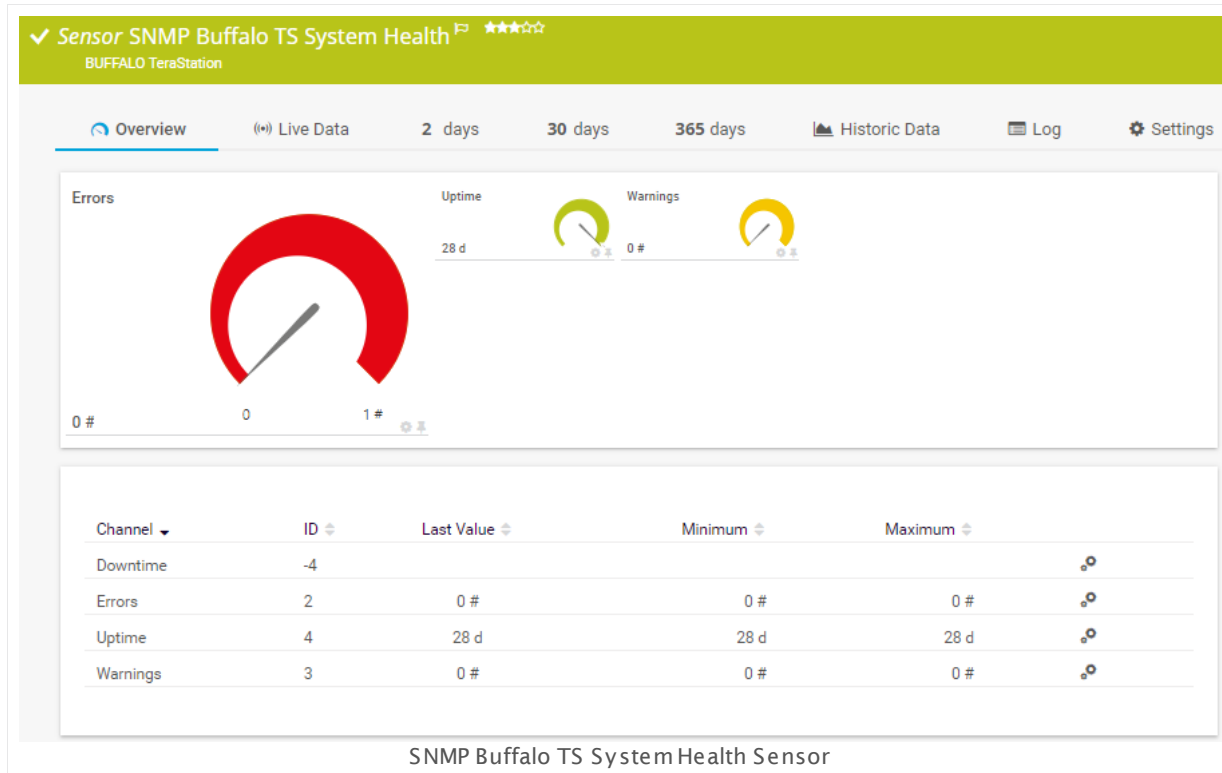 Sensor SNMP Buffalo TS System Health
BUFFALO TeraStation
Overview Live Data 2 days 30 days 365 days Historic Data Log Settings
Errors Uptime Warnings
28 d 0 #
0 1 #
0 #
Channel ID Last Value Minimum Maximum
Downtime -4
Errors 2 0 # 0 # 0 #
Uptime 4 28 d 28 d 28 d
Warnings 3 0 # 0 # 0 #
SNMP Buffalo TS System Health Sensor